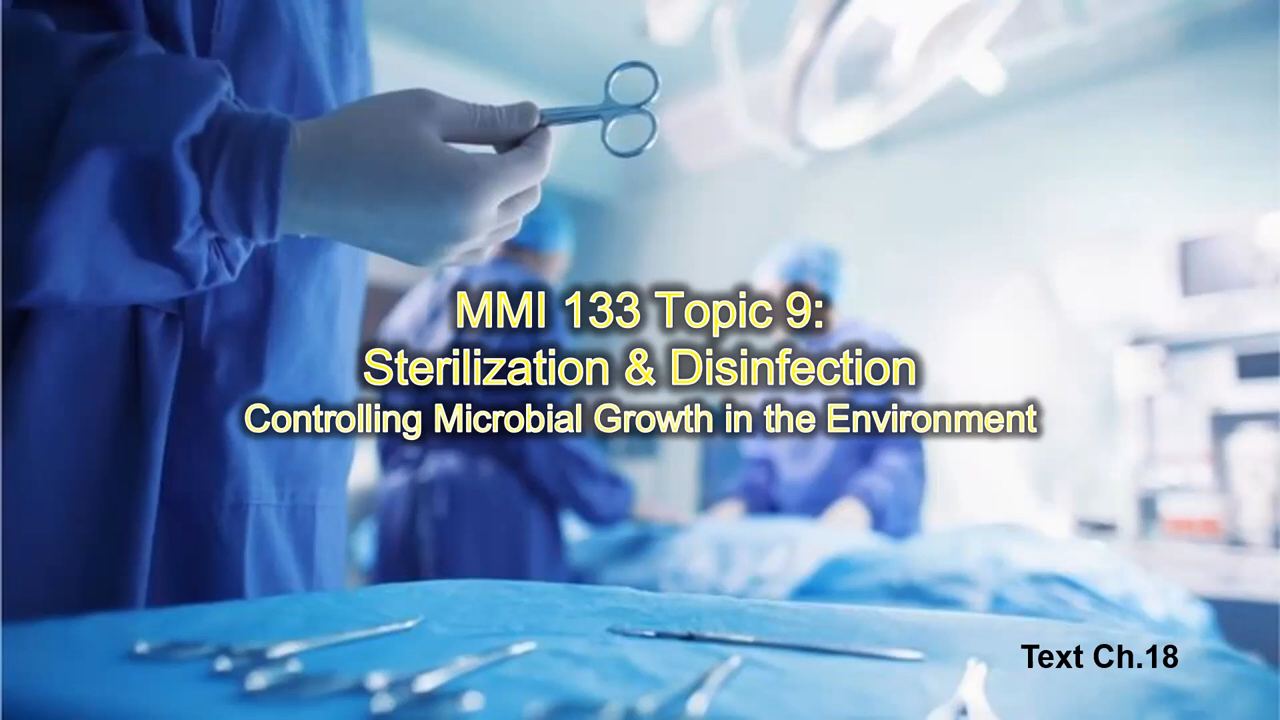 MMI 133 Topic 9:
Sterilization & Disinfection
Controlling Microbial Growth in the Environment
Text Ch.18